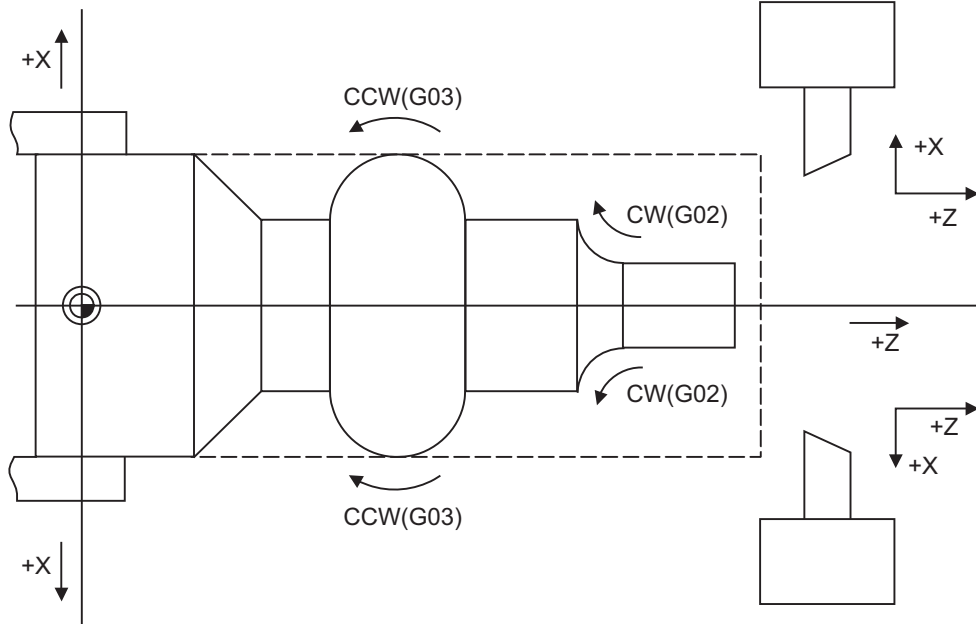 +X
CCW(G03)
+X
CW(G02)
+Z
+Z
CW(G02)
+Z
+X
CCW(G03)
+X